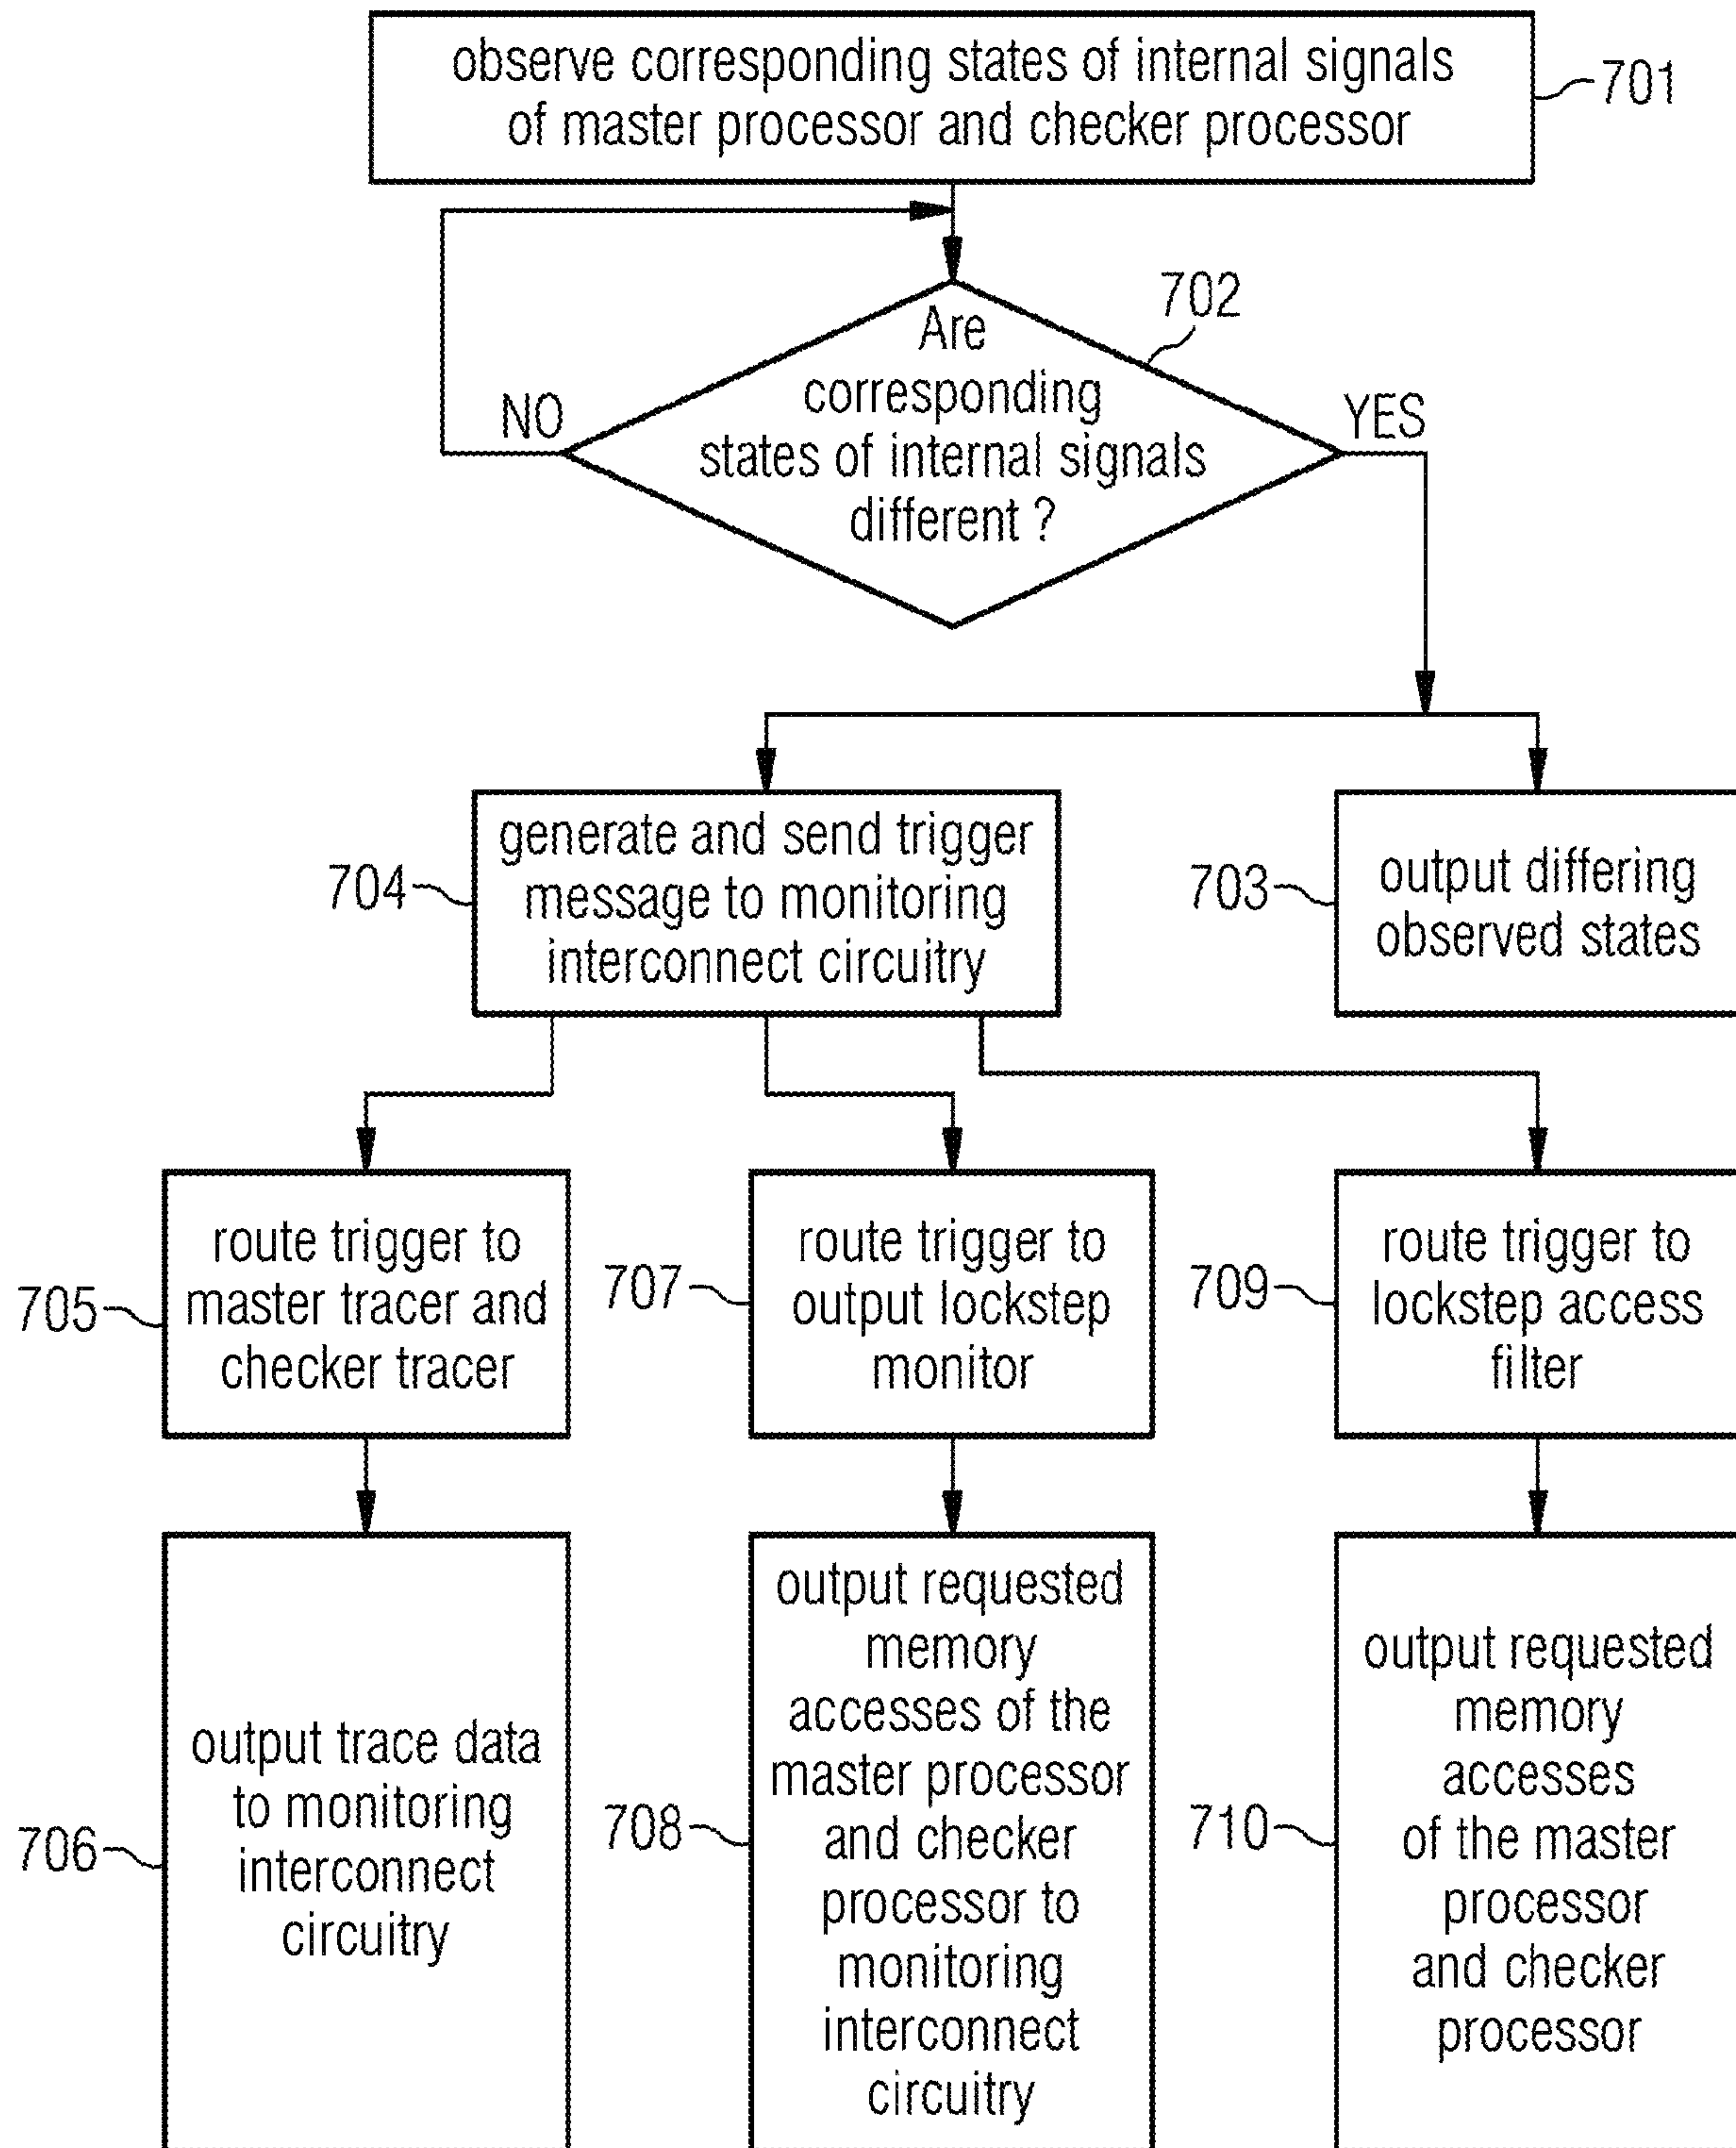 observe corresponding states of internal signals
of master processor and checker processor
701
702
Are
corresponding
states of internal signals
different ?
NO
YES
704
generate and send trigger
message to monitoring
interconnect circuitry
703
output differing
observed states
705
route trigger to
master tracer and
checker tracer
707
route trigger to
output lockstep
monitor
709
route trigger to
lockstep access
filter
706
output trace data
to monitoring
interconnect
circuitry
708
output requested
memory
accesses of the
master processor
and checker
processor to
monitoring
interconnect
circuitry
710
output requested
memory
accesses
of the master
processor
and checker
processor